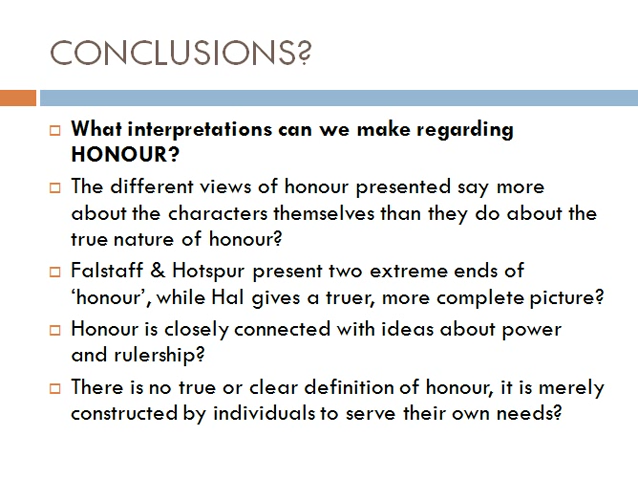 CONCLUSIONS?
What interpretations can we make regarding
HONOUR?
The different views of honour presented say more
about the characters themselves than they do about the
true nature of honour?
Falstaff & Hotspur present two extreme ends of
‘honour’, while Hal gives a truer, more complete picture?
Honour is closely connected with ideas about power
and rulership?
There is no true or clear definition of honour, it is merely
constructed by individuals to serve their own needs?